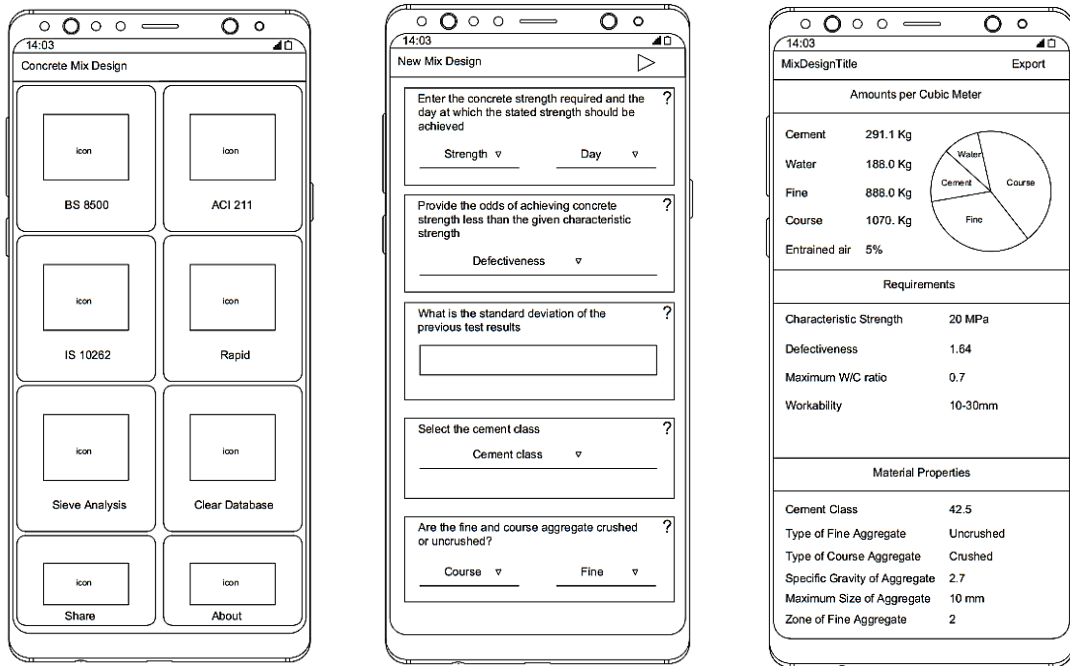 14:03
Concrete Mix Design
icon
icon
BS 8500
ACI 211
icon
icon
IS 10262
Rapid
icon
icon
Sieve Analysis
Clear Database
icon
icon
Share
About
14:03
New Mix Design
Enter the concrete strength required and the
day at which the stated strength should be
achieved
?
Strength
Day
Provide the odds of achieving concrete
strength less than the given characteristic
strength
?
Defectiveness
What is the standard deviation of the
previous test results
?
Select the cement class
?
Cement class
Are the fine and course aggregate crushed
or uncrushed?
?
Course
Fine
14:03
MixDesignTitle Export
Amounts per Cubic Meter
Cement 291.1 Kg
Water 188.0 Kg
Fine 888.0 Kg
Course 1070. Kg
Entrained air 5%
Water
Cement
Course
Fine
Requirements
Characteristic Strength 20 MPa
Defectiveness 1.64
Maximum W/C ratio 0.7
Workability 10-30mm
Material Properties
Cement Class 42.5
Type of Fine Aggregate Uncrushed
Type of Course Aggregate Crushed
Specific Gravity of Aggregate 2.7
Maximum Size of Aggregate 10 mm
Zone of Fine Aggregate 2